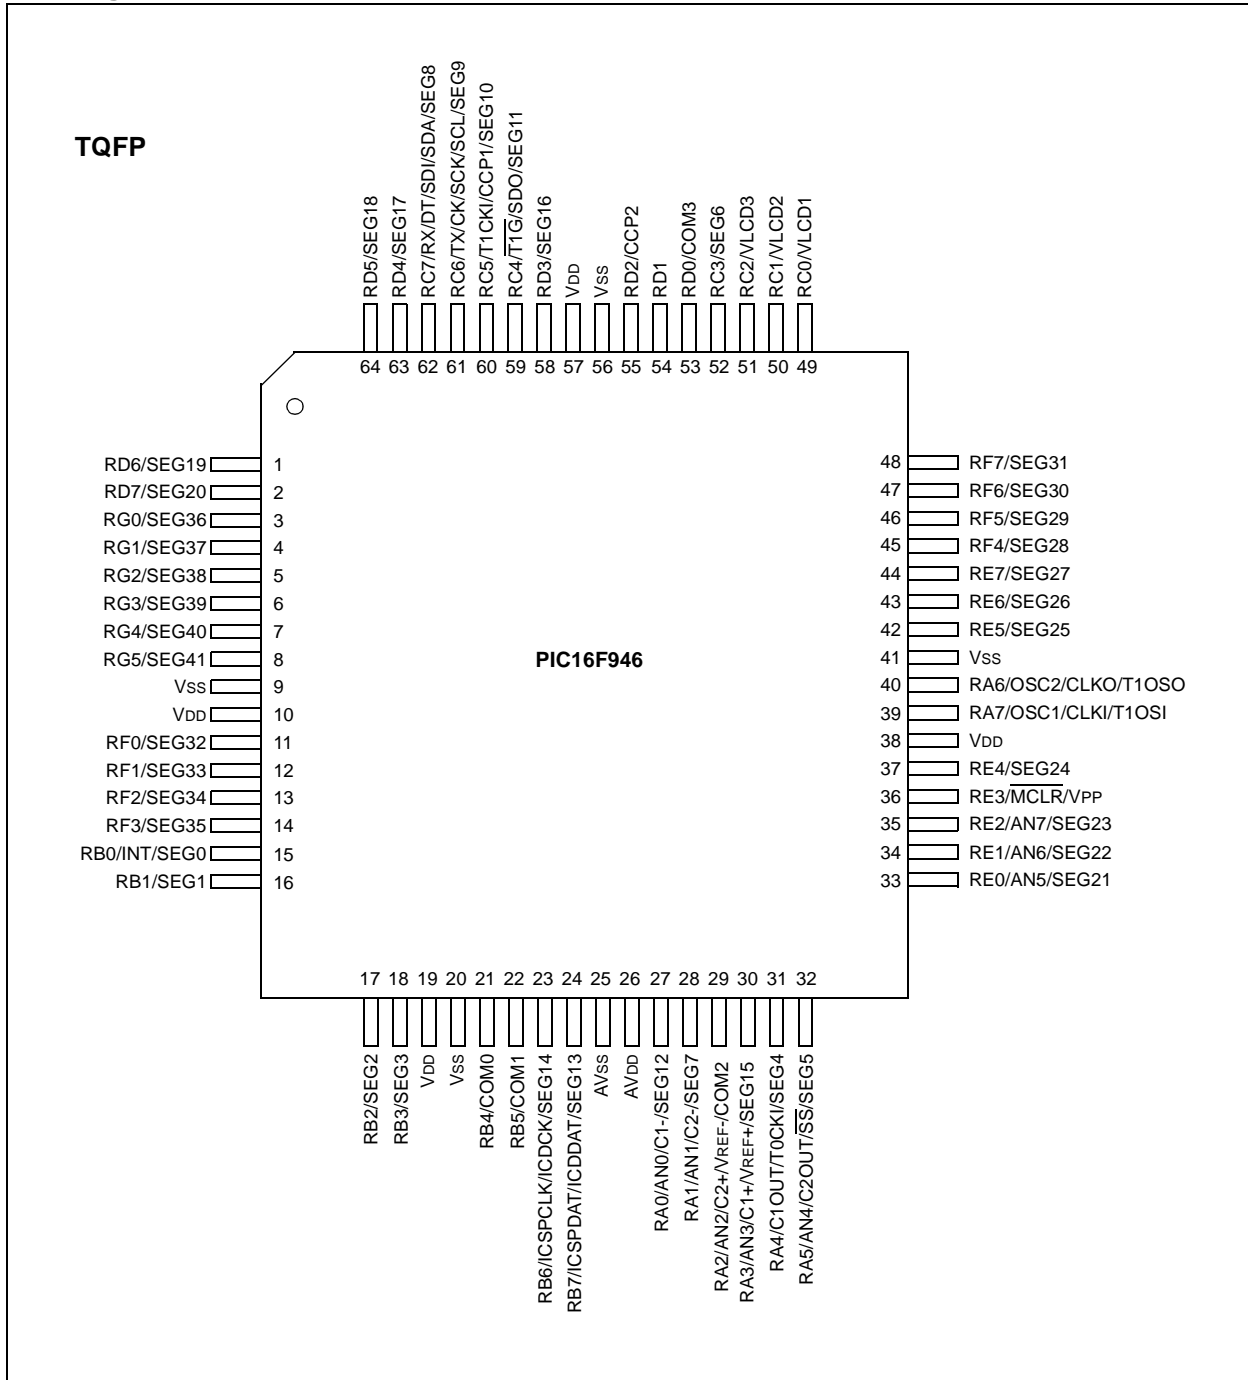 TQFP
RD5/SEG18
RD4/SEG17
RC7/RX/DT/SDI/SDA/SEG8
RC6/TX/CK/SCK/SCL/SEG9
RC5/T1CKI/CCP1/SEG10
RC4/T1G/SDO/SEG11
RD3/SEG16
VDD
VSS
RD2/CCP2
RD1
RD0/COM3
RC3/SEG6
RC2/VLCD3
RC1/VLCD2
RC0/VLCD1
64 63 62 61 60 59 58 57 56 55 54 53 52 51 50 49
RD6/SEG19 1
RD7/SEG20 2
RG0/SEG36 3
RG1/SEG37 4
RG2/SEG38 5
RG3/SEG39 6
RG4/SEG40 7
RG5/SEG41 8
VSS 9
VDD 10
RF0/SEG32 11
RF1/SEG33 12
RF2/SEG34 13
RF3/SEG35 14
RB0/INT/SEG0 15
RB1/SEG1 16
PIC16F946
48 RF7/SEG31
47 RF6/SEG30
46 RF5/SEG29
45 RF4/SEG28
44 RE7/SEG27
43 RE6/SEG26
42 RE5/SEG25
41 VSS
40 RA6/OSC2/CLKO/T1OSO
39 RA7/OSC1/CLKI/T1OSI
38 VDD
37 RE4/SEG24
36 RE3/MCLR/VPP
35 RE2/AN7/SEG23
34 RE1/AN6/SEG22
33 RE0/AN5/SEG21
17 18 19 20 21 22 23 24 25 26 27 28 29 30 31 32
RB2/SEG2
RB3/SEG3
VDD
VSS
RB4/COM0
RB5/COM1
RB6/ICSPCLK/ICDCK/SEG14
RB7/ICSPDAT/ICDDAT/SEG13
AVSS
AVDD
RA0/AN0/C1-/SEG12
RA1/AN1/C2-/SEG7
RA2/AN2/C2+/VREF-/COM2
RA3/AN3/C1+/VREF+/SEG15
RA4/C1OUT/T0CKI/SEG4
RA5/AN4/C2OUT/SS/SEG5